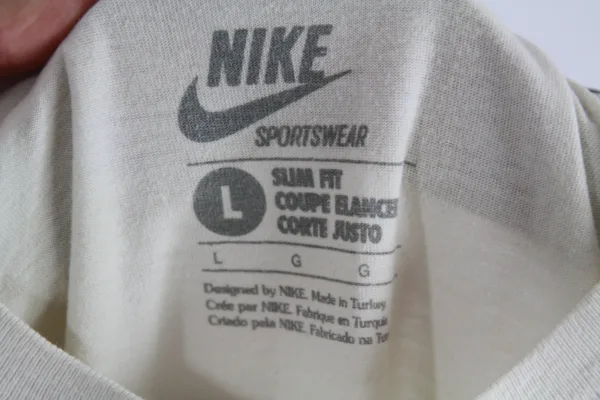 NIKE
SPORTSWEAR
L
SLIM FIT
COUPE ELANCEE
CORTE JUSTO
L G G
Designed by NIKE. Made in Turkey.
Crée par NIKE. Fabrique en Turquie
Criado pela NIKE. Fabricado na